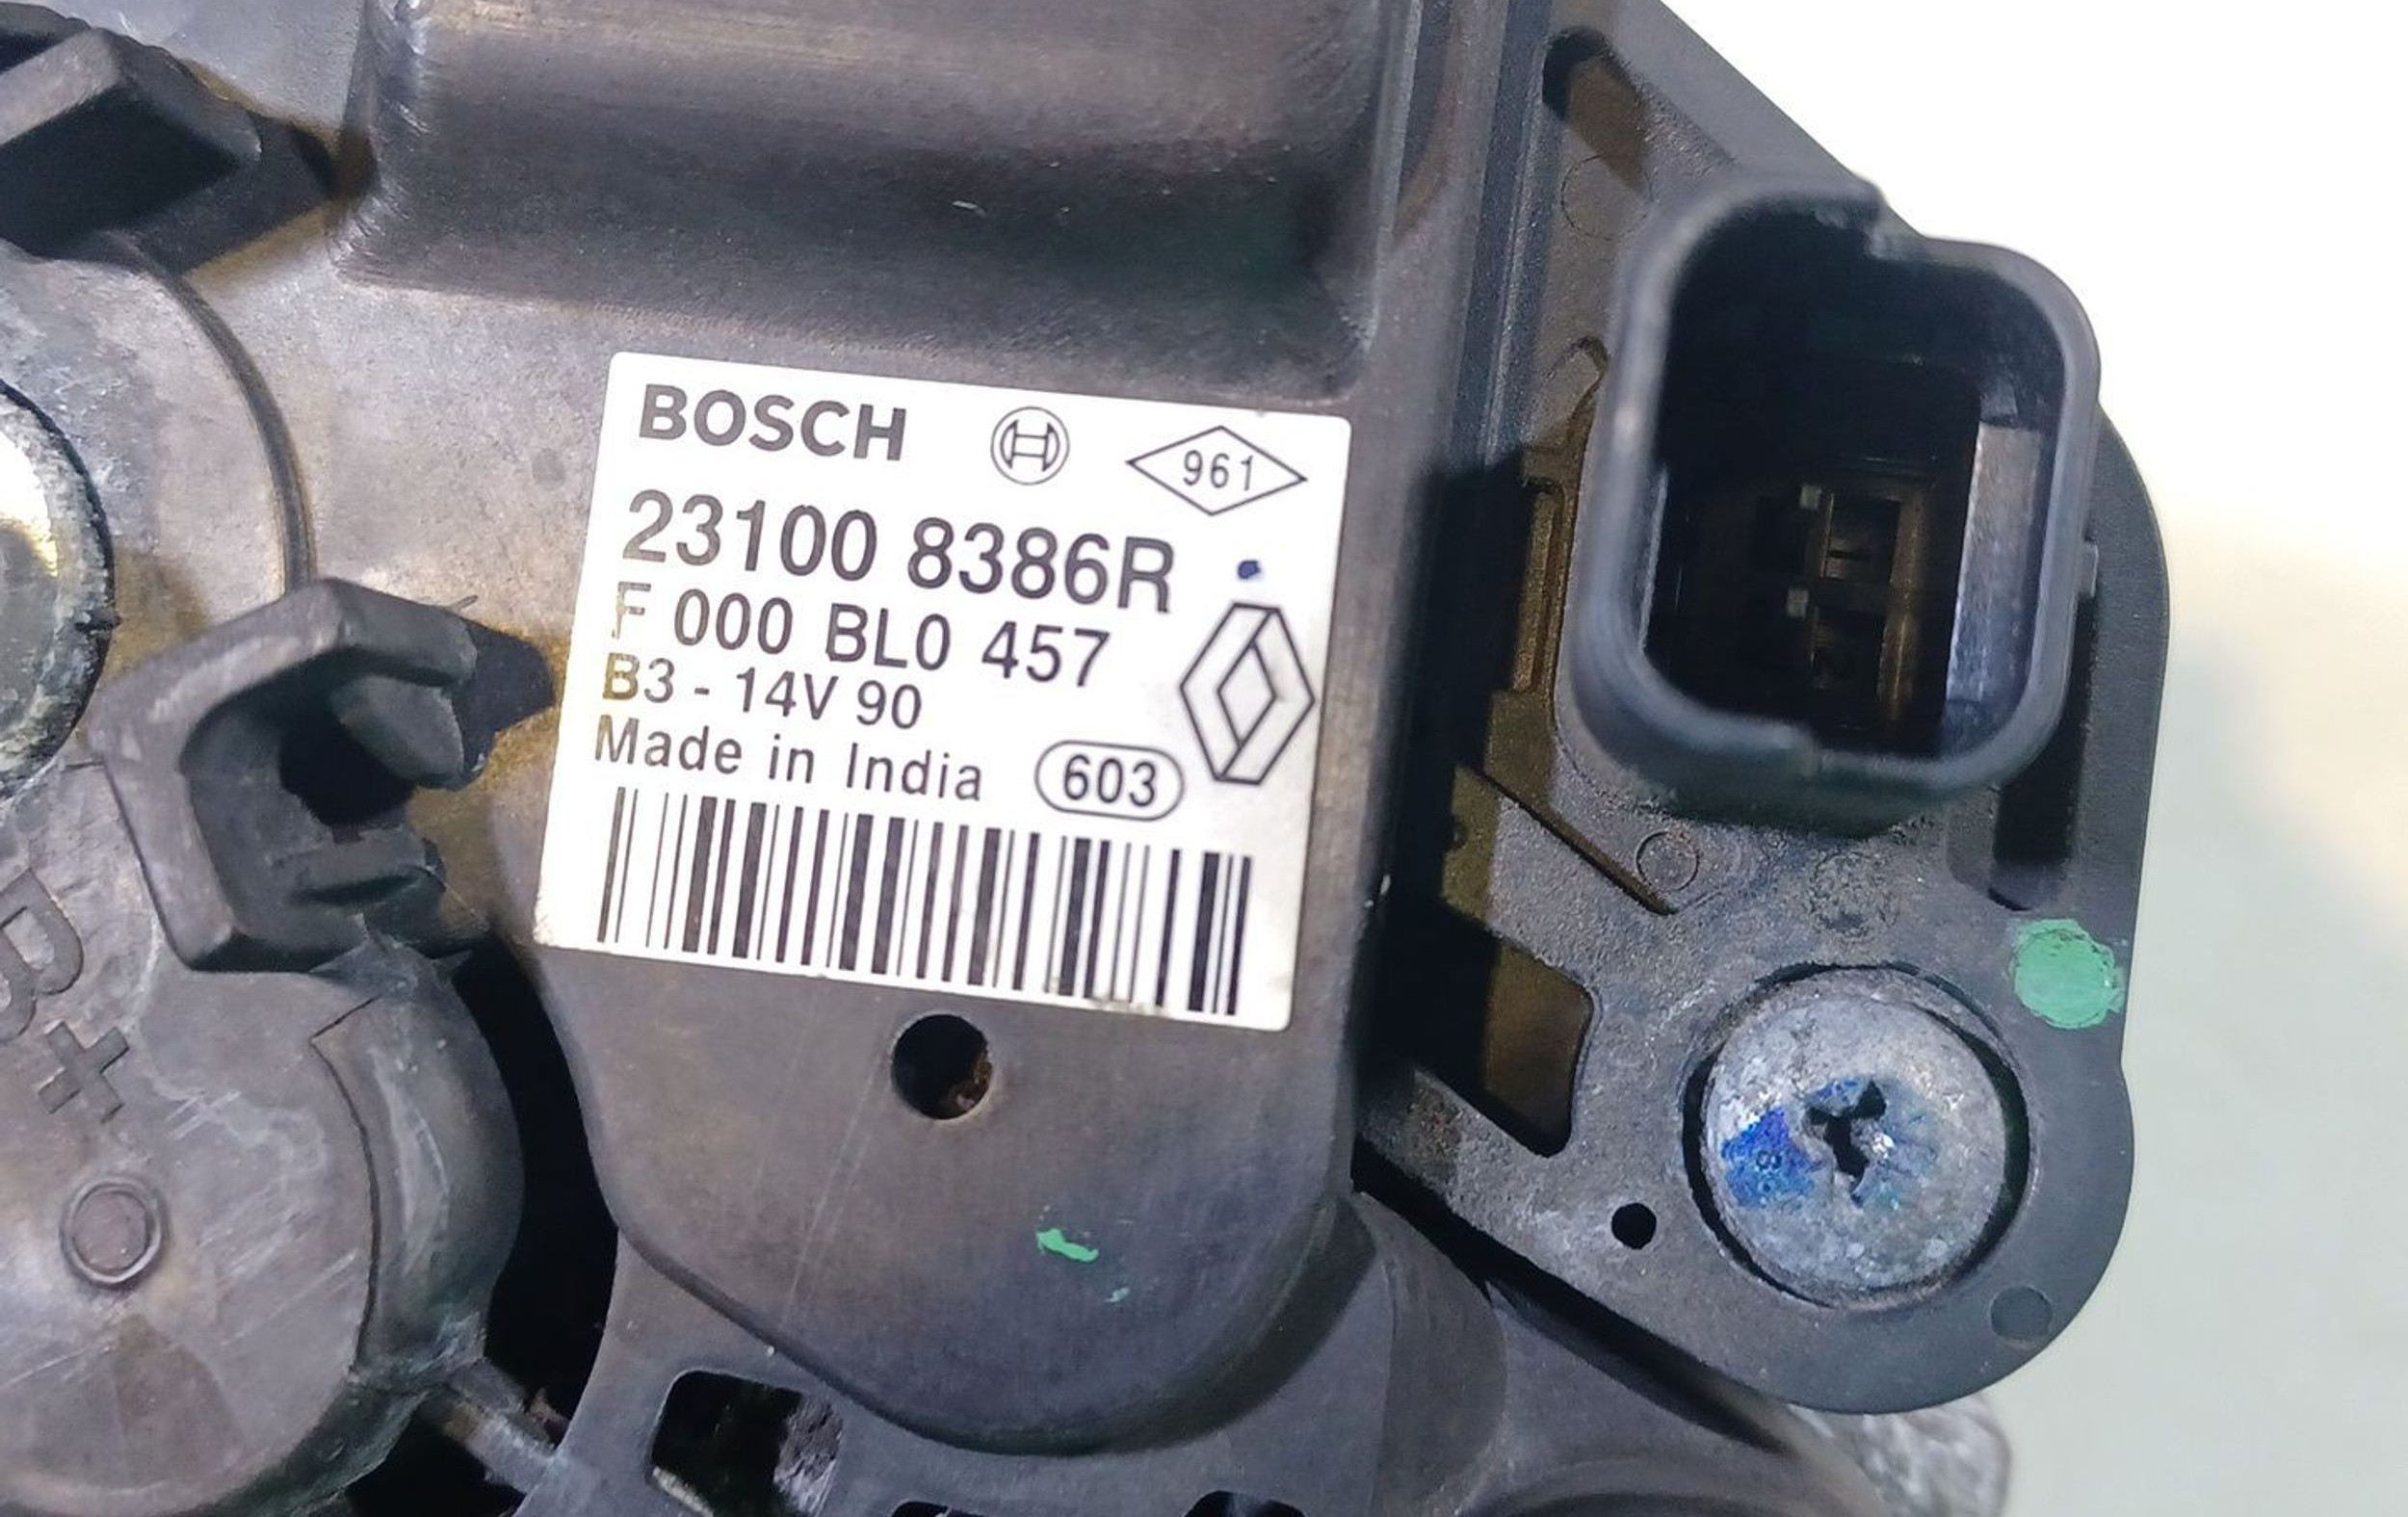 BOSCH 961
23100 8386R
F 000 BL0 457
B3 - 14V 90
Made in India 603
B+